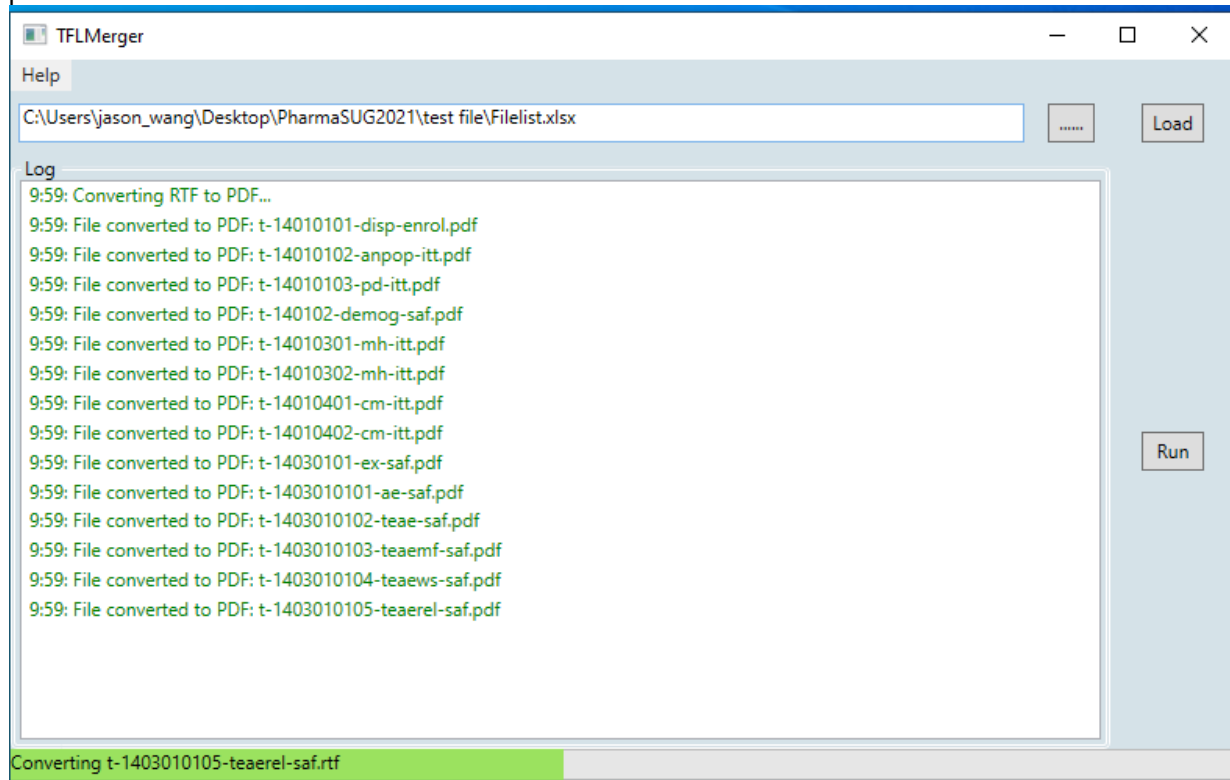 TFLMerger
Help
C:\Users\jason_wang\Desktop\PharmaSUG2021\test file\Filelist.xlsx
......
Load
Log
9:59: Converting RTF to PDF...
9:59: File converted to PDF: t-14010101-disp-enrol.pdf
9:59: File converted to PDF: t-14010102-anpop-itt.pdf
9:59: File converted to PDF: t-14010103-pd-itt.pdf
9:59: File converted to PDF: t-140102-demog-saf.pdf
9:59: File converted to PDF: t-14010301-mh-itt.pdf
9:59: File converted to PDF: t-14010302-mh-itt.pdf
9:59: File converted to PDF: t-14010401-cm-itt.pdf
9:59: File converted to PDF: t-14010402-cm-itt.pdf
Run
9:59: File converted to PDF: t-14030101-ex-saf.pdf
9:59: File converted to PDF: t-1403010101-ae-saf.pdf
9:59: File converted to PDF: t-1403010102-teae-saf.pdf
9:59: File converted to PDF: t-1403010103-teaemf-saf.pdf
9:59: File converted to PDF: t-1403010104-teaews-saf.pdf
9:59: File converted to PDF: t-1403010105-teaerel-saf.pdf
Converting t-1403010105-teaerel-saf.rtf